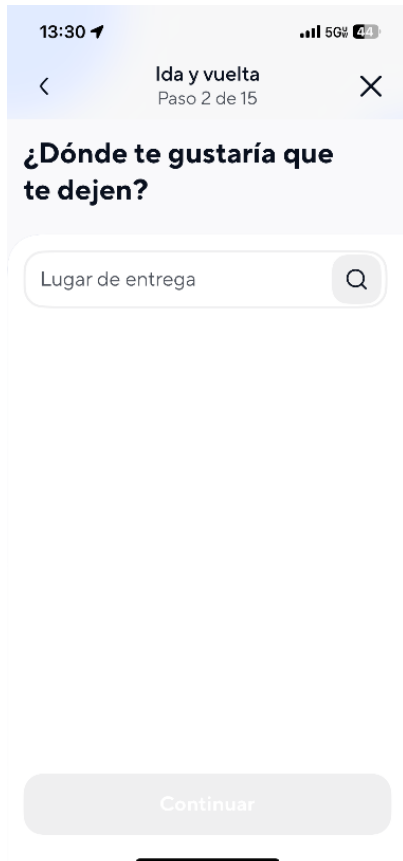 13:30
5G 44
Ida y vuelta
Paso 2 de 15
¿Dónde te gustaría que
te dejen?
Lugar de entrega
Continuar